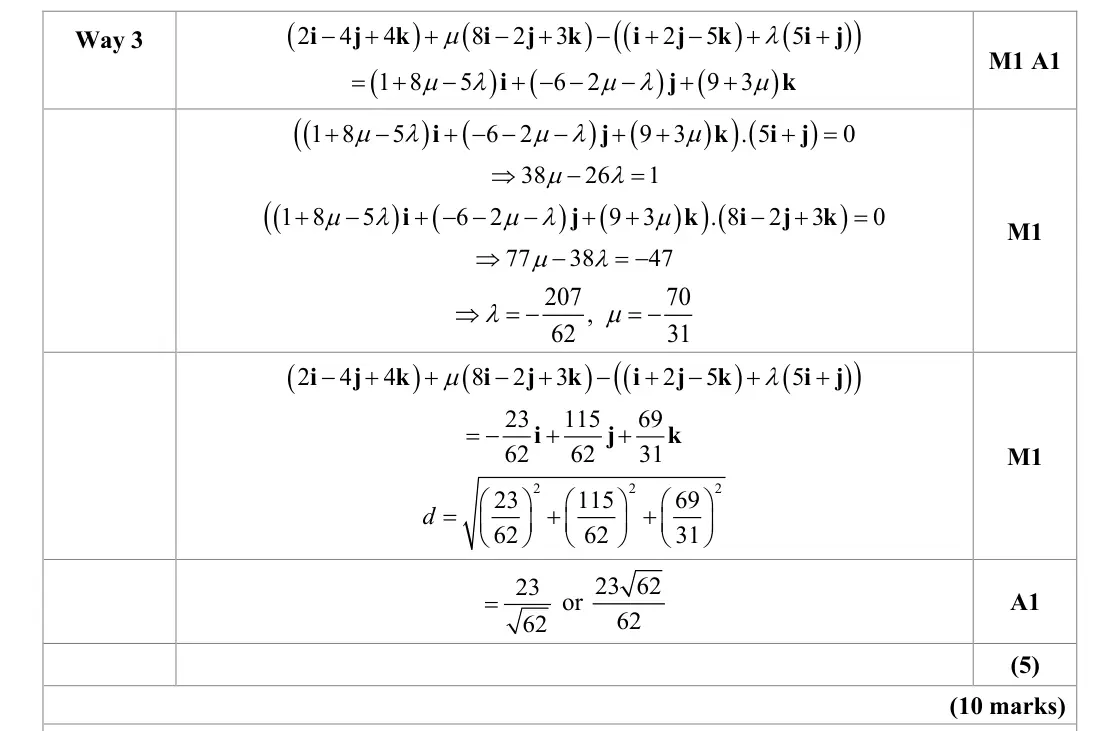 Way 3
(2i − 4j + 4k) + μ(8i − 2j + 3k) − ((i + 2j − 5k) + λ(5i + j))
M1 A1
= (1 + 8μ − 5λ)i + (−6 − 2μ − λ)j + (9 + 3μ)k
((1 + 8μ − 5λ)i + (−6 − 2μ − λ)j + (9 + 3μ)k).(5i + j) = 0
⇒ 38μ − 26λ = 1
((1 + 8μ − 5λ)i + (−6 − 2μ − λ)j + (9 + 3μ)k).(8i − 2j + 3k) = 0
M1
⇒ 77μ − 38λ = −47
⇒ λ = −207/62, μ = −70/31
(2i − 4j + 4k) + μ(8i − 2j + 3k) − ((i + 2j − 5k) + λ(5i + j))
= −23/62 i + 115/62 j + 69/31 k
M1
d = √((23/62)² + (115/62)² + (69/31)²)
= 23/√62 or 23√62/62
A1
(5)
(10 marks)